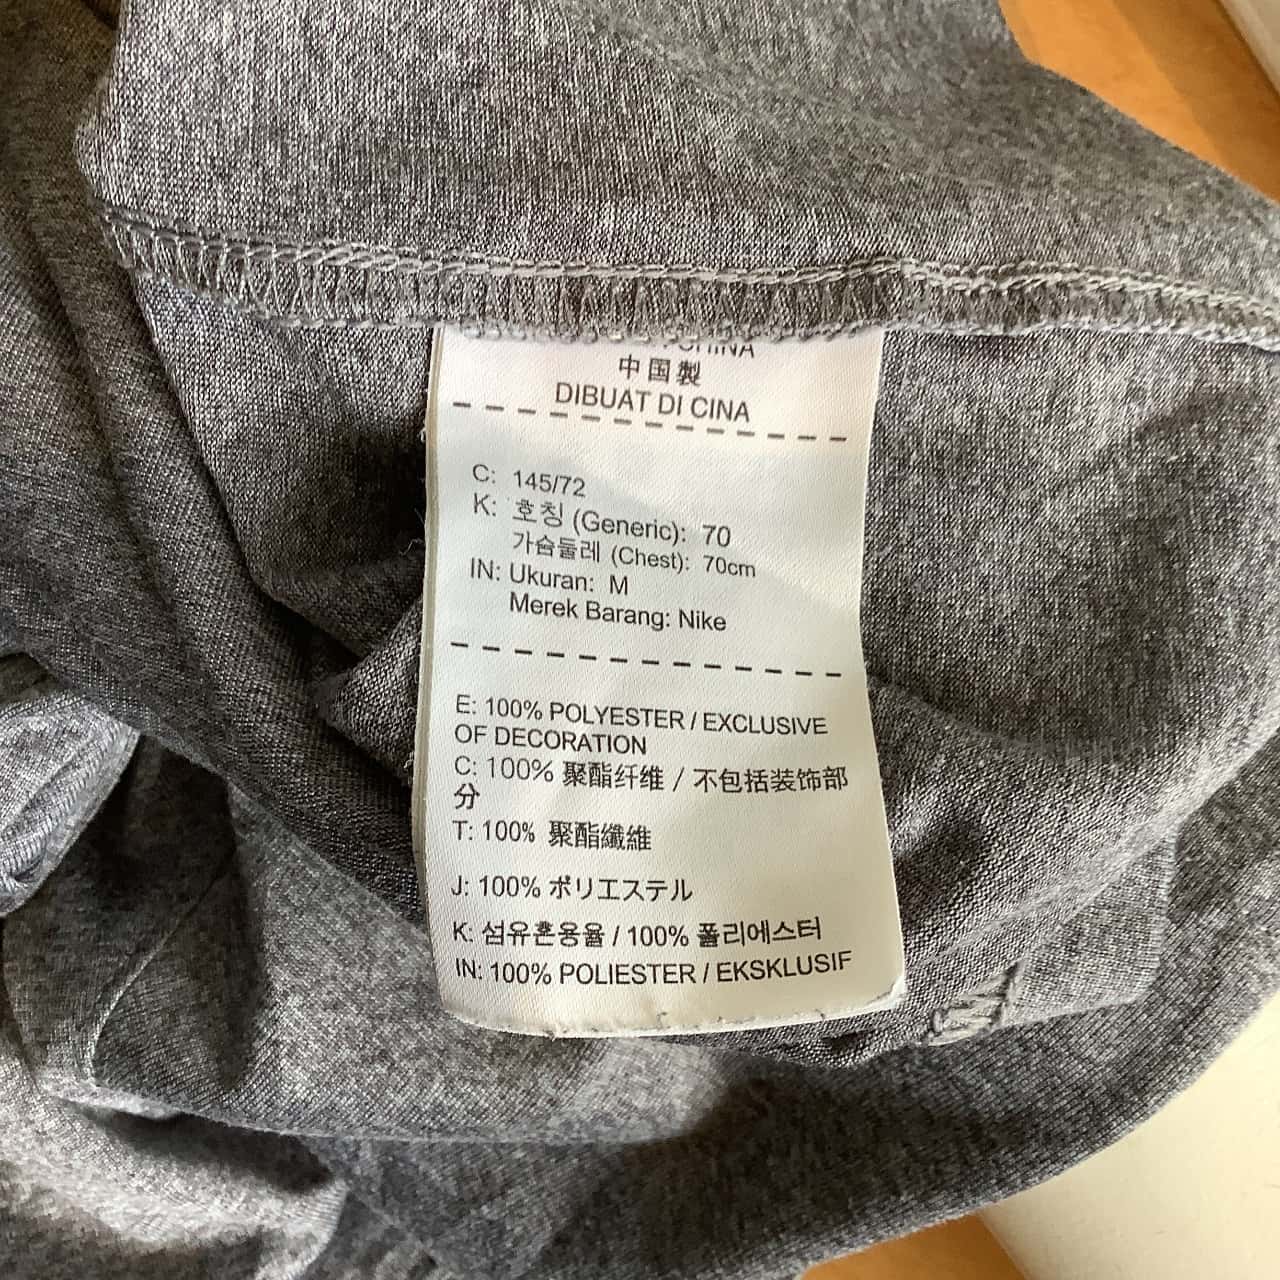 CHINA
中国製
DIBUAT DI CINA
C: 145/72
K: 호칭 (Generic): 70
가슴둘레 (Chest): 70cm
IN: Ukuran: M
Merek Barang: Nike
E: 100% POLYESTER / EXCLUSIVE
OF DECORATION
C: 100% 聚酯纤维 / 不包括装饰部
分
T: 100% 聚酯纖維
J: 100% ポリエステル
K: 섬유혼용율 / 100% 폴리에스터
IN: 100% POLIESTER / EKSKLUSIF